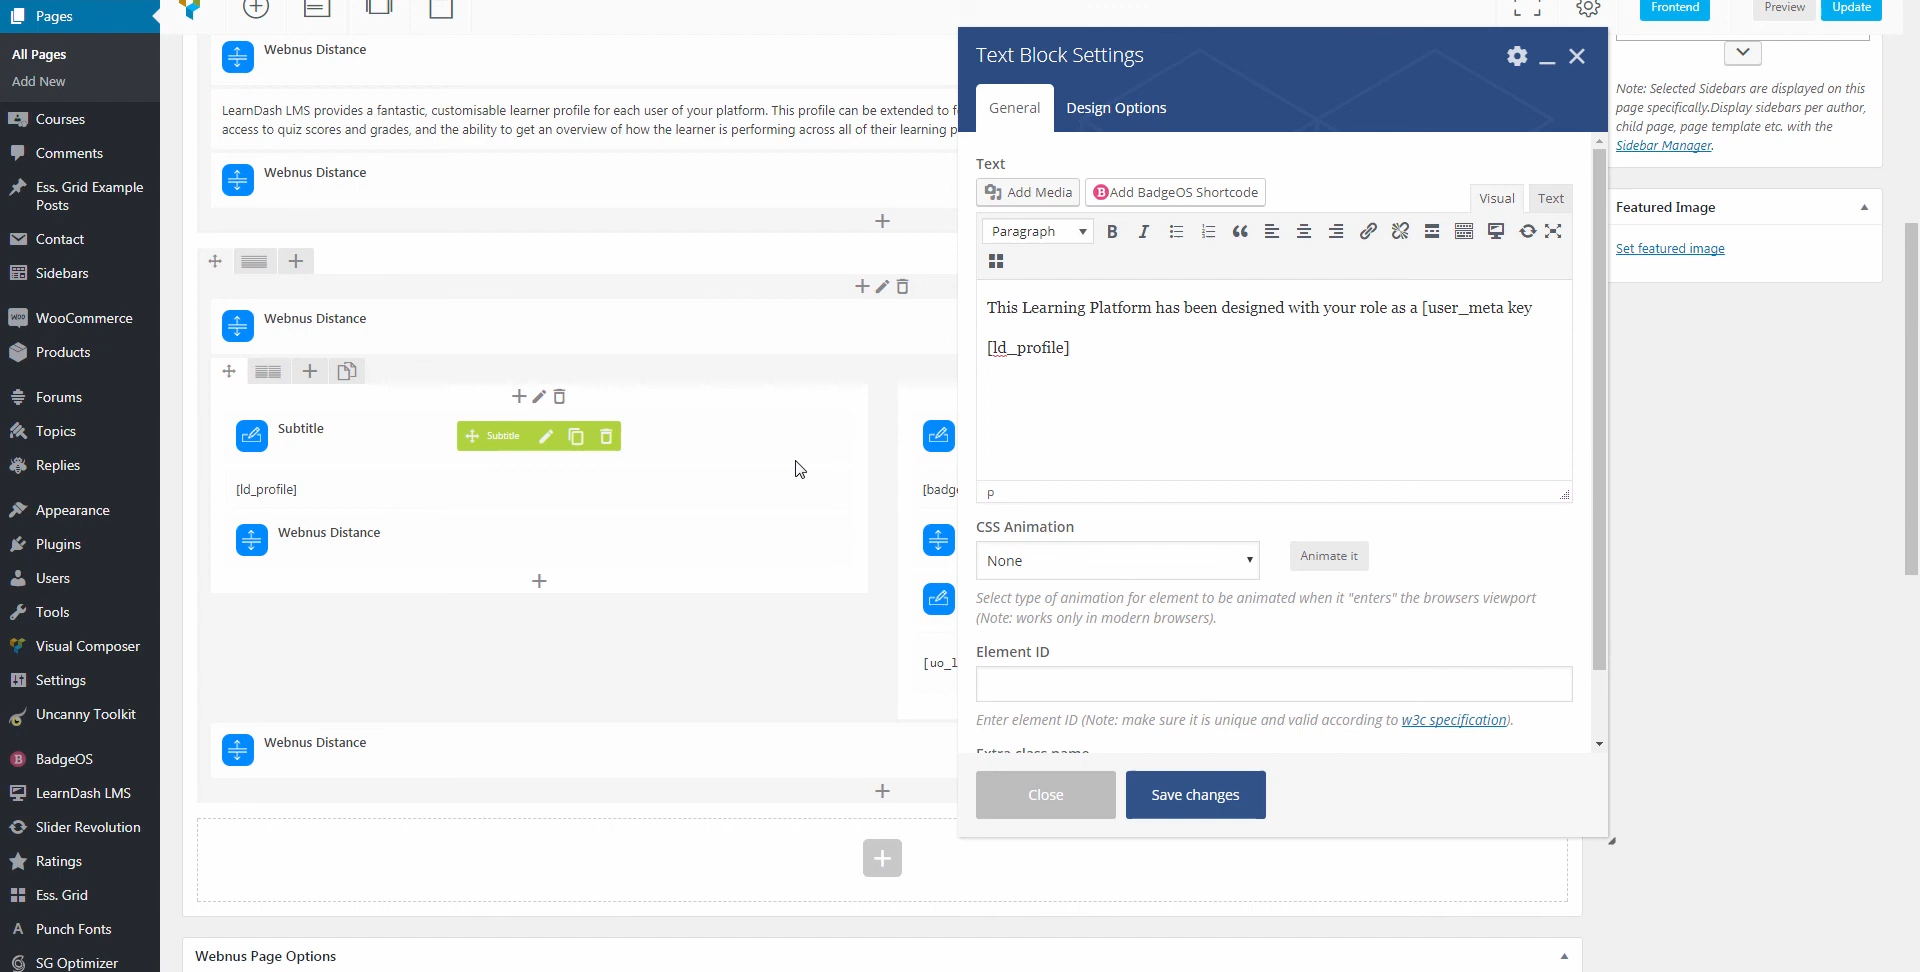 Pages
All Pages
Add New
Courses
Comments
Ess. Grid Example
Posts
Contact
Sidebars
WooCommerce
Products
Forums
Topics
Replies
Appearance
Plugins
Users
Tools
Visual Composer
Settings
Uncanny Toolkit
BadgeOS
LearnDash LMS
Slider Revolution
Ratings
Ess. Grid
Punch Fonts
SG Optimizer
Frontend
Preview
Update
Webnus Distance
LearnDash LMS provides a fantastic, customisable learner profile for each user of your platform. This profile can be extended to f
access to quiz scores and grades, and the ability to get an overview of how the learner is performing across all of their learning p
Webnus Distance
Webnus Distance
Subtitle
Subtitle
[ld_profile]
Webnus Distance
[badge
[uo_l
Webnus Distance
Webnus Page Options
Text Block Settings
General
Design Options
Text
Add Media
B Add BadgeOS Shortcode
Visual
Text
Paragraph
This Learning Platform has been designed with your role as a [user_meta key
[ld_profile]
p
CSS Animation
None
Animate it
Select type of animation for element to be animated when it "enters" the browsers viewport
(Note: works only in modern browsers).
Element ID
Enter element ID (Note: make sure it is unique and valid according to w3c specification).
Extra class name
Close
Save changes
Note: Selected Sidebars are displayed on this
page specifically.Display sidebars per author,
child page, page template etc. with the
Sidebar Manager.
Featured Image
Set featured image